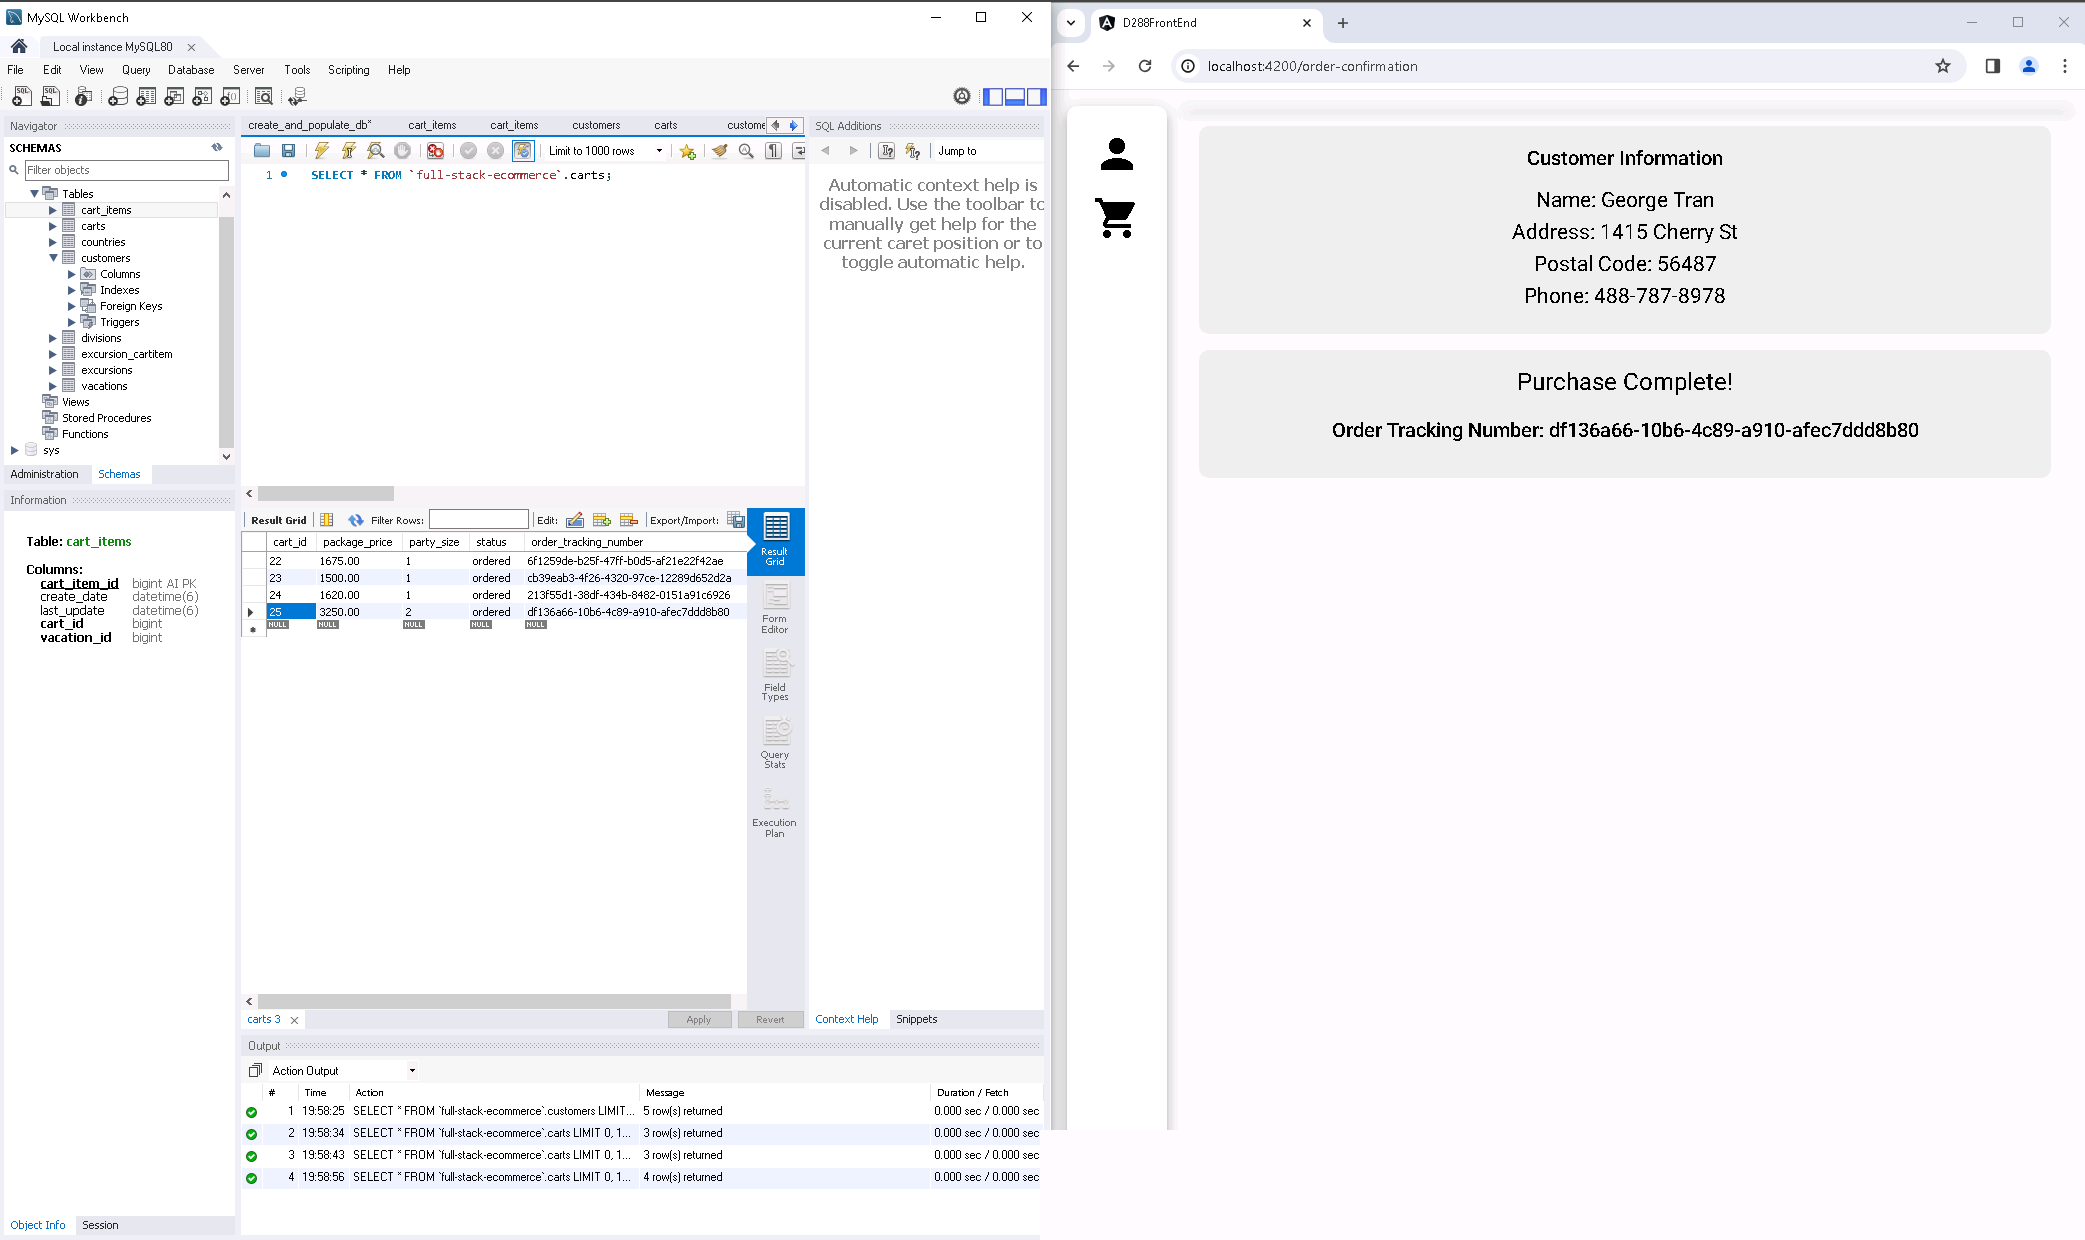 MySQL Workbench
Local instance MySQL80
File Edit View Query Database Server Tools Scripting Help
Navigator
SCHEMAS
Filter objects
Tables
cart_items
carts
countries
customers
Columns
Indexes
Foreign Keys
Triggers
divisions
excursion_cartitem
excursions
vacations
Views
Stored Procedures
Functions
sys
Administration Schemas
Information
Table: cart_items
Columns:
cart_item_id bigint AI PK
create_date datetime(6)
last_update datetime(6)
cart_id bigint
vacation_id bigint
Object Info Session
create_and_populate_db* cart_items cart_items customers carts custome
Limit to 1000 rows
1 SELECT * FROM `full-stack-ecommerce`.carts;
Result Grid Filter Rows: Edit: Export/Import:
cart_id package_price party_size status order_tracking_number
22 1675.00 1 ordered 6f1259de-b25f-47ff-b0d5-af21e22f42ae
23 1500.00 1 ordered cb39eab3-4f26-4320-97ce-12289d652d2a
24 1620.00 1 ordered 213f55d1-38df-434b-8482-0151a91c6926
25 3250.00 2 ordered df136a66-10b6-4c89-a910-afec7ddd8b80
NULL NULL NULL NULL NULL
Result
Grid
Form
Editor
Field
Types
Query
Stats
Execution
Plan
carts 3 Apply Revert
SQL Additions
Jump to
Automatic context help is
disabled. Use the toolbar to
manually get help for the
current caret position or to
toggle automatic help.
Context Help Snippets
Output
Action Output
# Time Action Message Duration / Fetch
1 19:58:25 SELECT * FROM `full-stack-ecommerce`.customers LIMIT... 5 row(s) returned 0.000 sec / 0.000 sec
2 19:58:34 SELECT * FROM `full-stack-ecommerce`.carts LIMIT 0, 1... 3 row(s) returned 0.000 sec / 0.000 sec
3 19:58:43 SELECT * FROM `full-stack-ecommerce`.carts LIMIT 0, 1... 3 row(s) returned 0.000 sec / 0.000 sec
4 19:58:56 SELECT * FROM `full-stack-ecommerce`.carts LIMIT 0, 1... 4 row(s) returned 0.000 sec / 0.000 sec
D288FrontEnd
localhost:4200/order-confirmation
Customer Information
Name: George Tran
Address: 1415 Cherry St
Postal Code: 56487
Phone: 488-787-8978
Purchase Complete!
Order Tracking Number: df136a66-10b6-4c89-a910-afec7ddd8b80